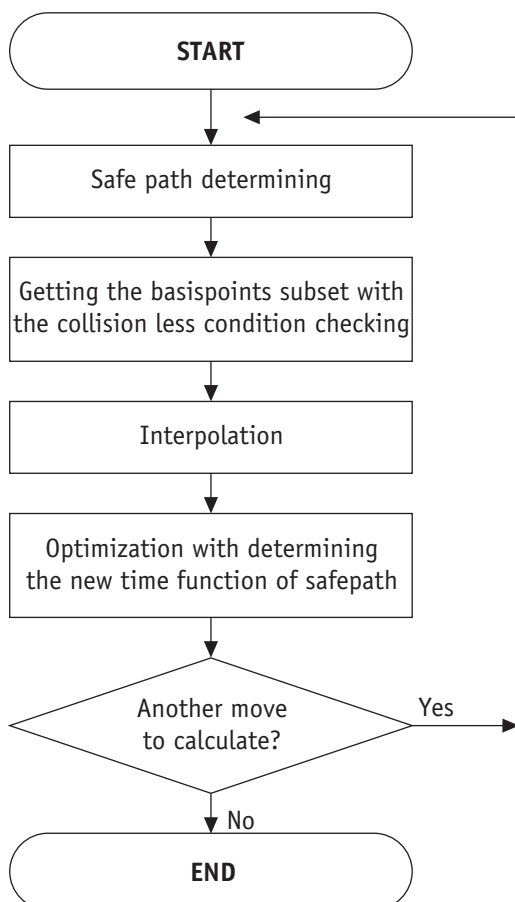 START
Safe path determining
Getting the basispoints subset with
the collision less condition checking
Interpolation
Optimization with determining
the new time function of safepath
Another move
to calculate?
Yes
No
END